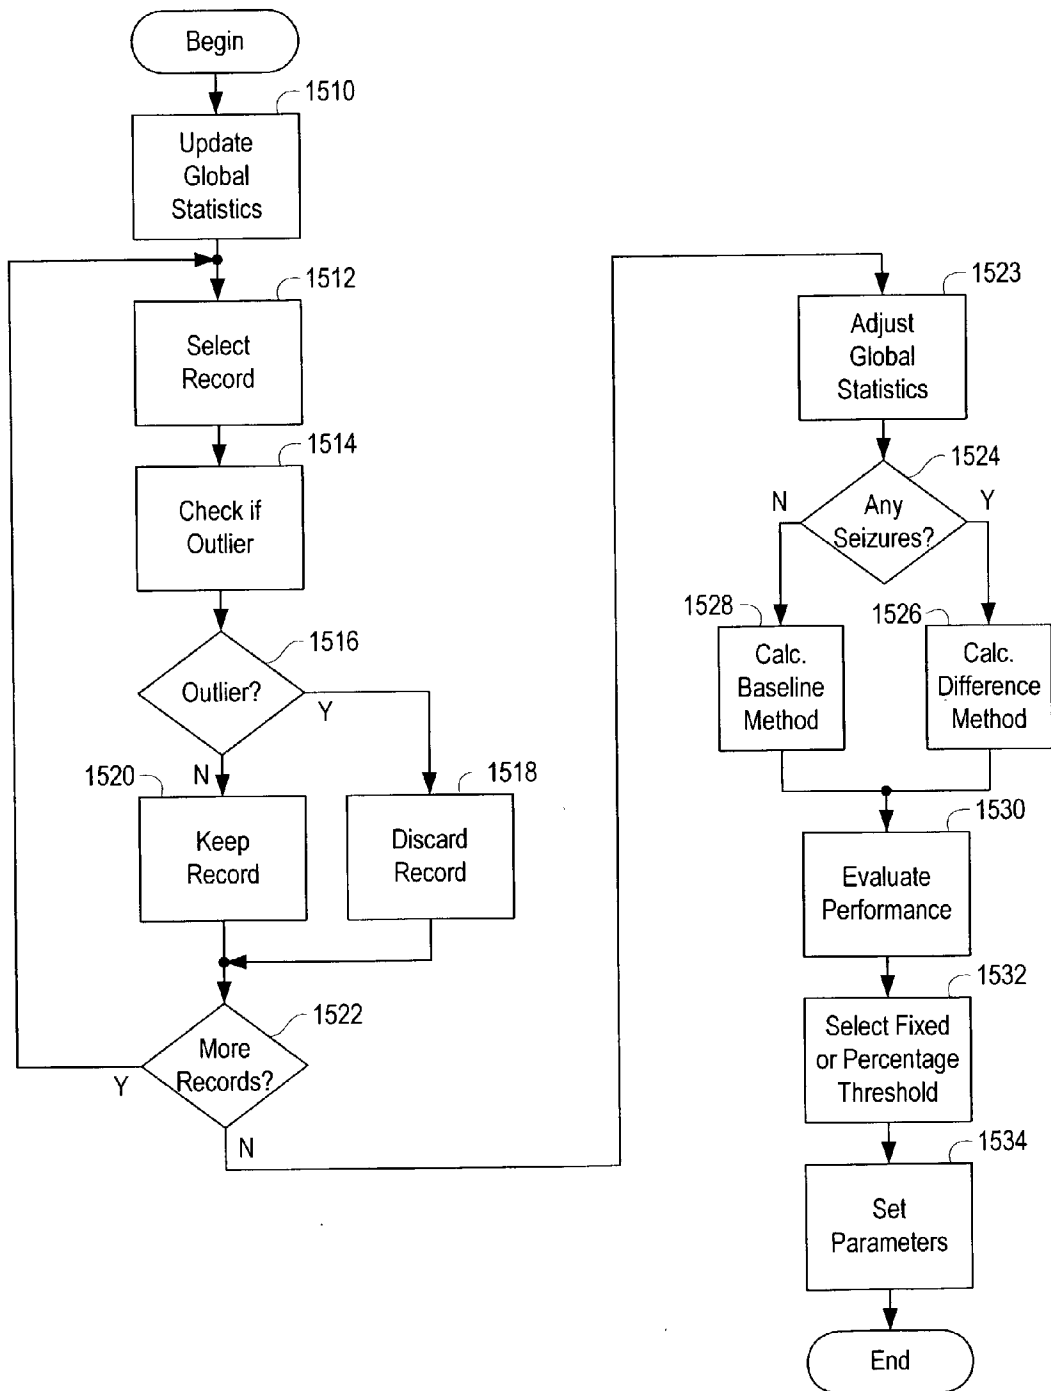 Begin
1510
Update
Global
Statistics
1512
Select
Record
1514
Check if
Outlier
1516
Outlier?
Y
N
1520
Keep
Record
1518
Discard
Record
1522
More
Records?
Y
N
1523
Adjust
Global
Statistics
1524
Any
Seizures?
N
Y
1528
Calc.
Baseline
Method
1526
Calc.
Difference
Method
1530
Evaluate
Performance
1532
Select Fixed
or Percentage
Threshold
1534
Set
Parameters
End